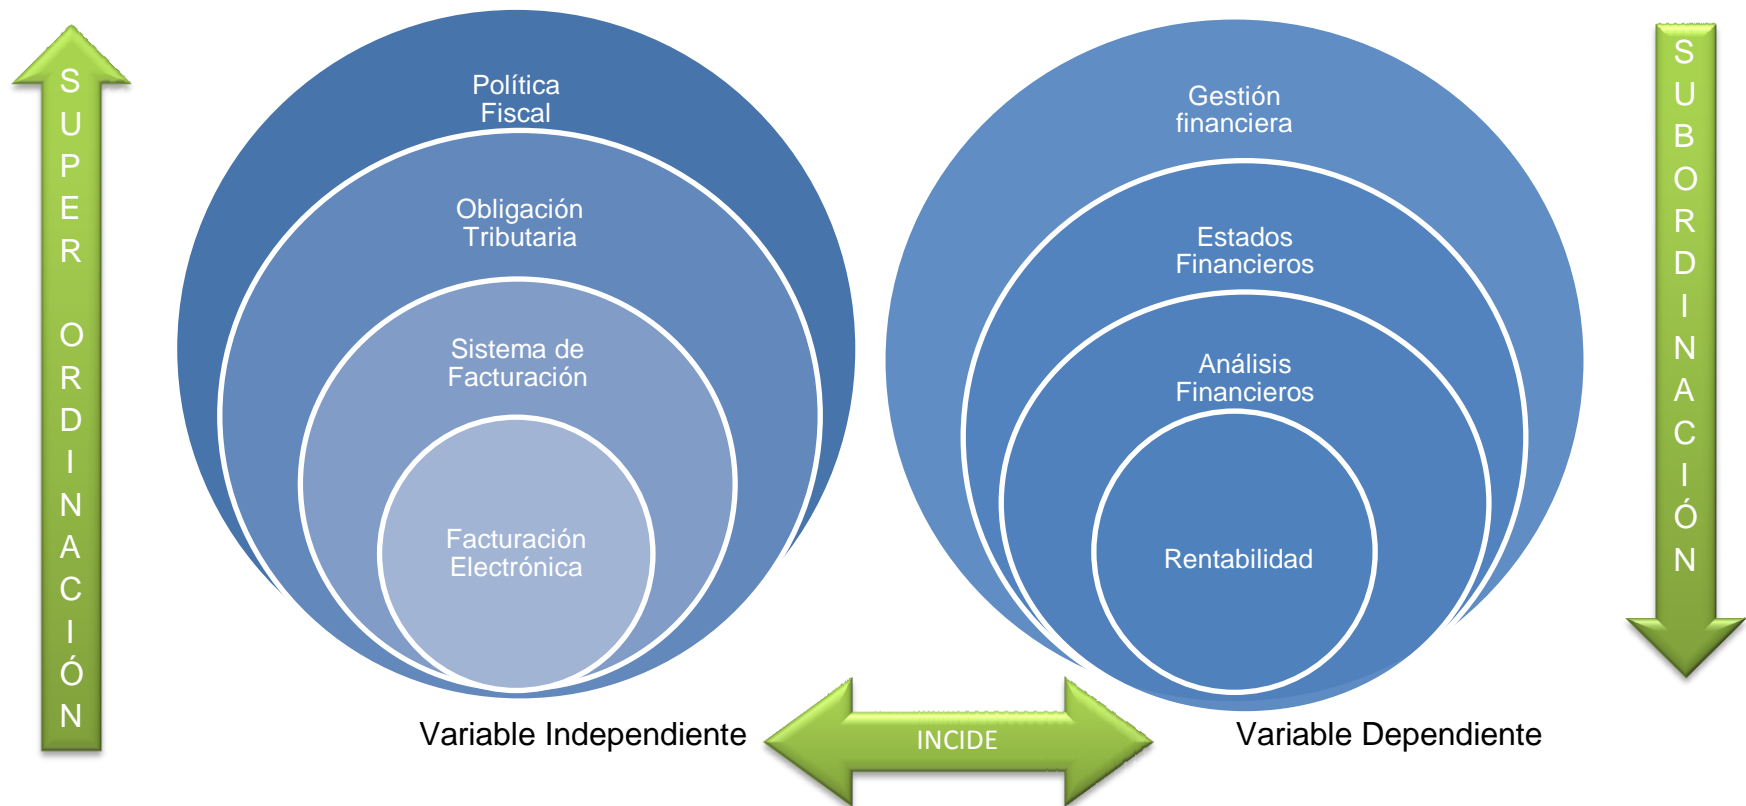 SUPER ORDINACIÓN
Política
Fiscal
Obligación
Tributaria
Sistema de
Facturación
Facturación
Electrónica
Variable Independiente
INCIDE
Gestión
financiera
Estados
Financieros
Análisis
Financieros
Rentabilidad
Variable Dependiente
SUBORDINACIÓN